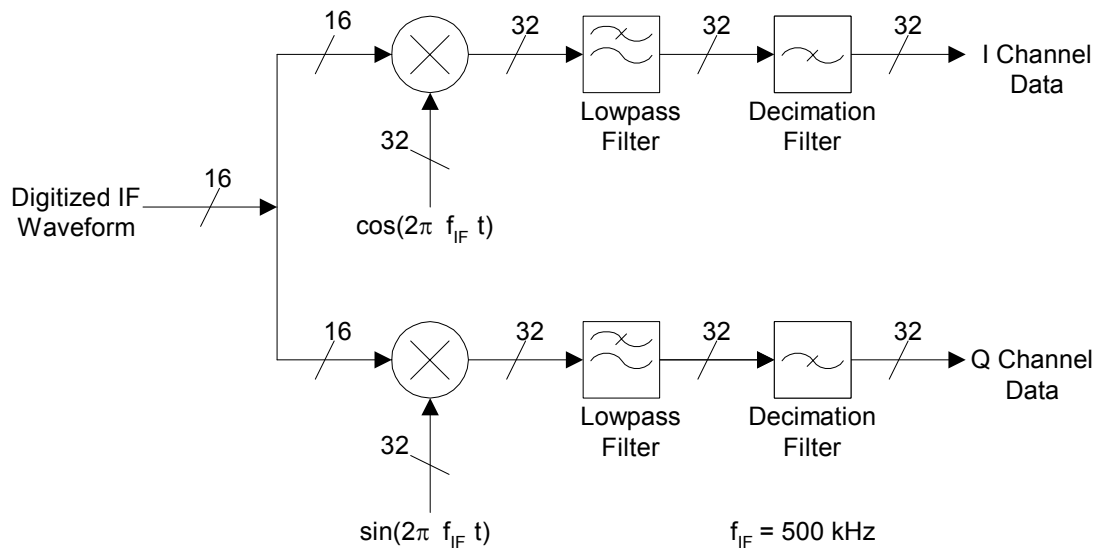 16
32
32
32
I Channel
Data
Lowpass
Filter
Decimation
Filter
32
cos(2π f_IF t)
Digitized IF
Waveform
16
16
32
32
32
Q Channel
Data
Lowpass
Filter
Decimation
Filter
32
sin(2π f_IF t)
f_IF = 500 kHz